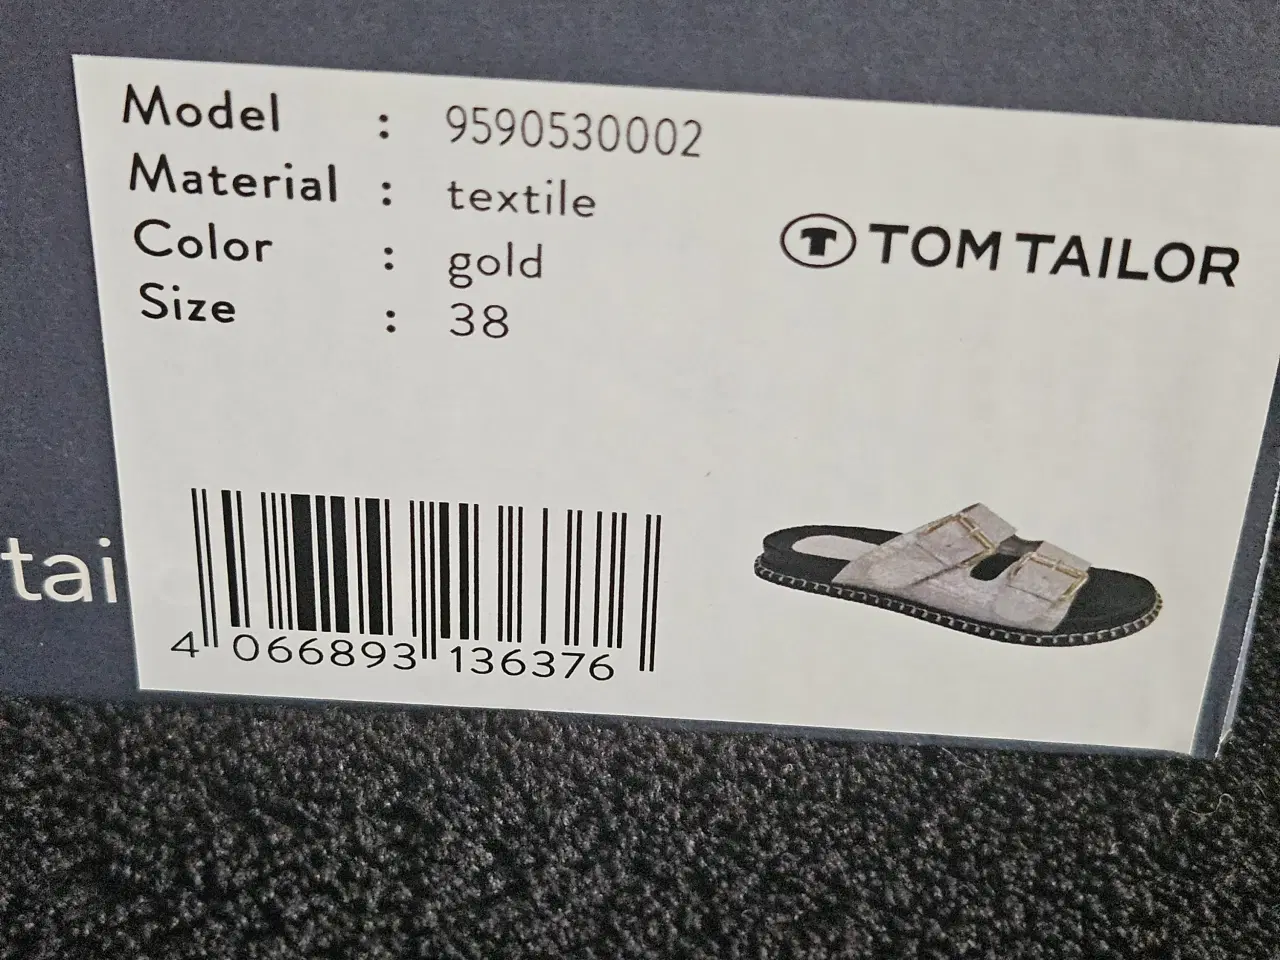 Model : 9590530002
Material : textile
Color : gold
Size : 38
TOM TAILOR
tai
4 066893 136376